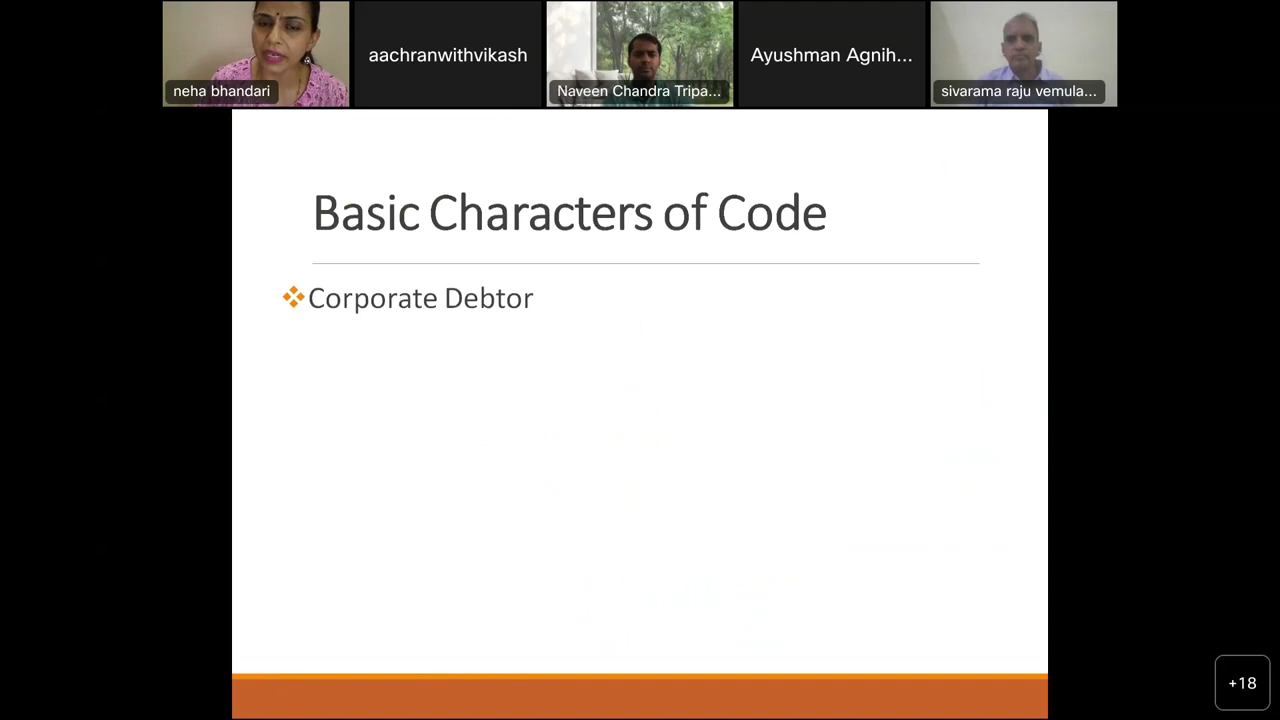 neha bhandari
aachranwithvikash
Naveen Chandra Tripa...
Ayushman Agnih...
sivarama raju vemula...
Basic Characters of Code
Corporate Debtor
+18